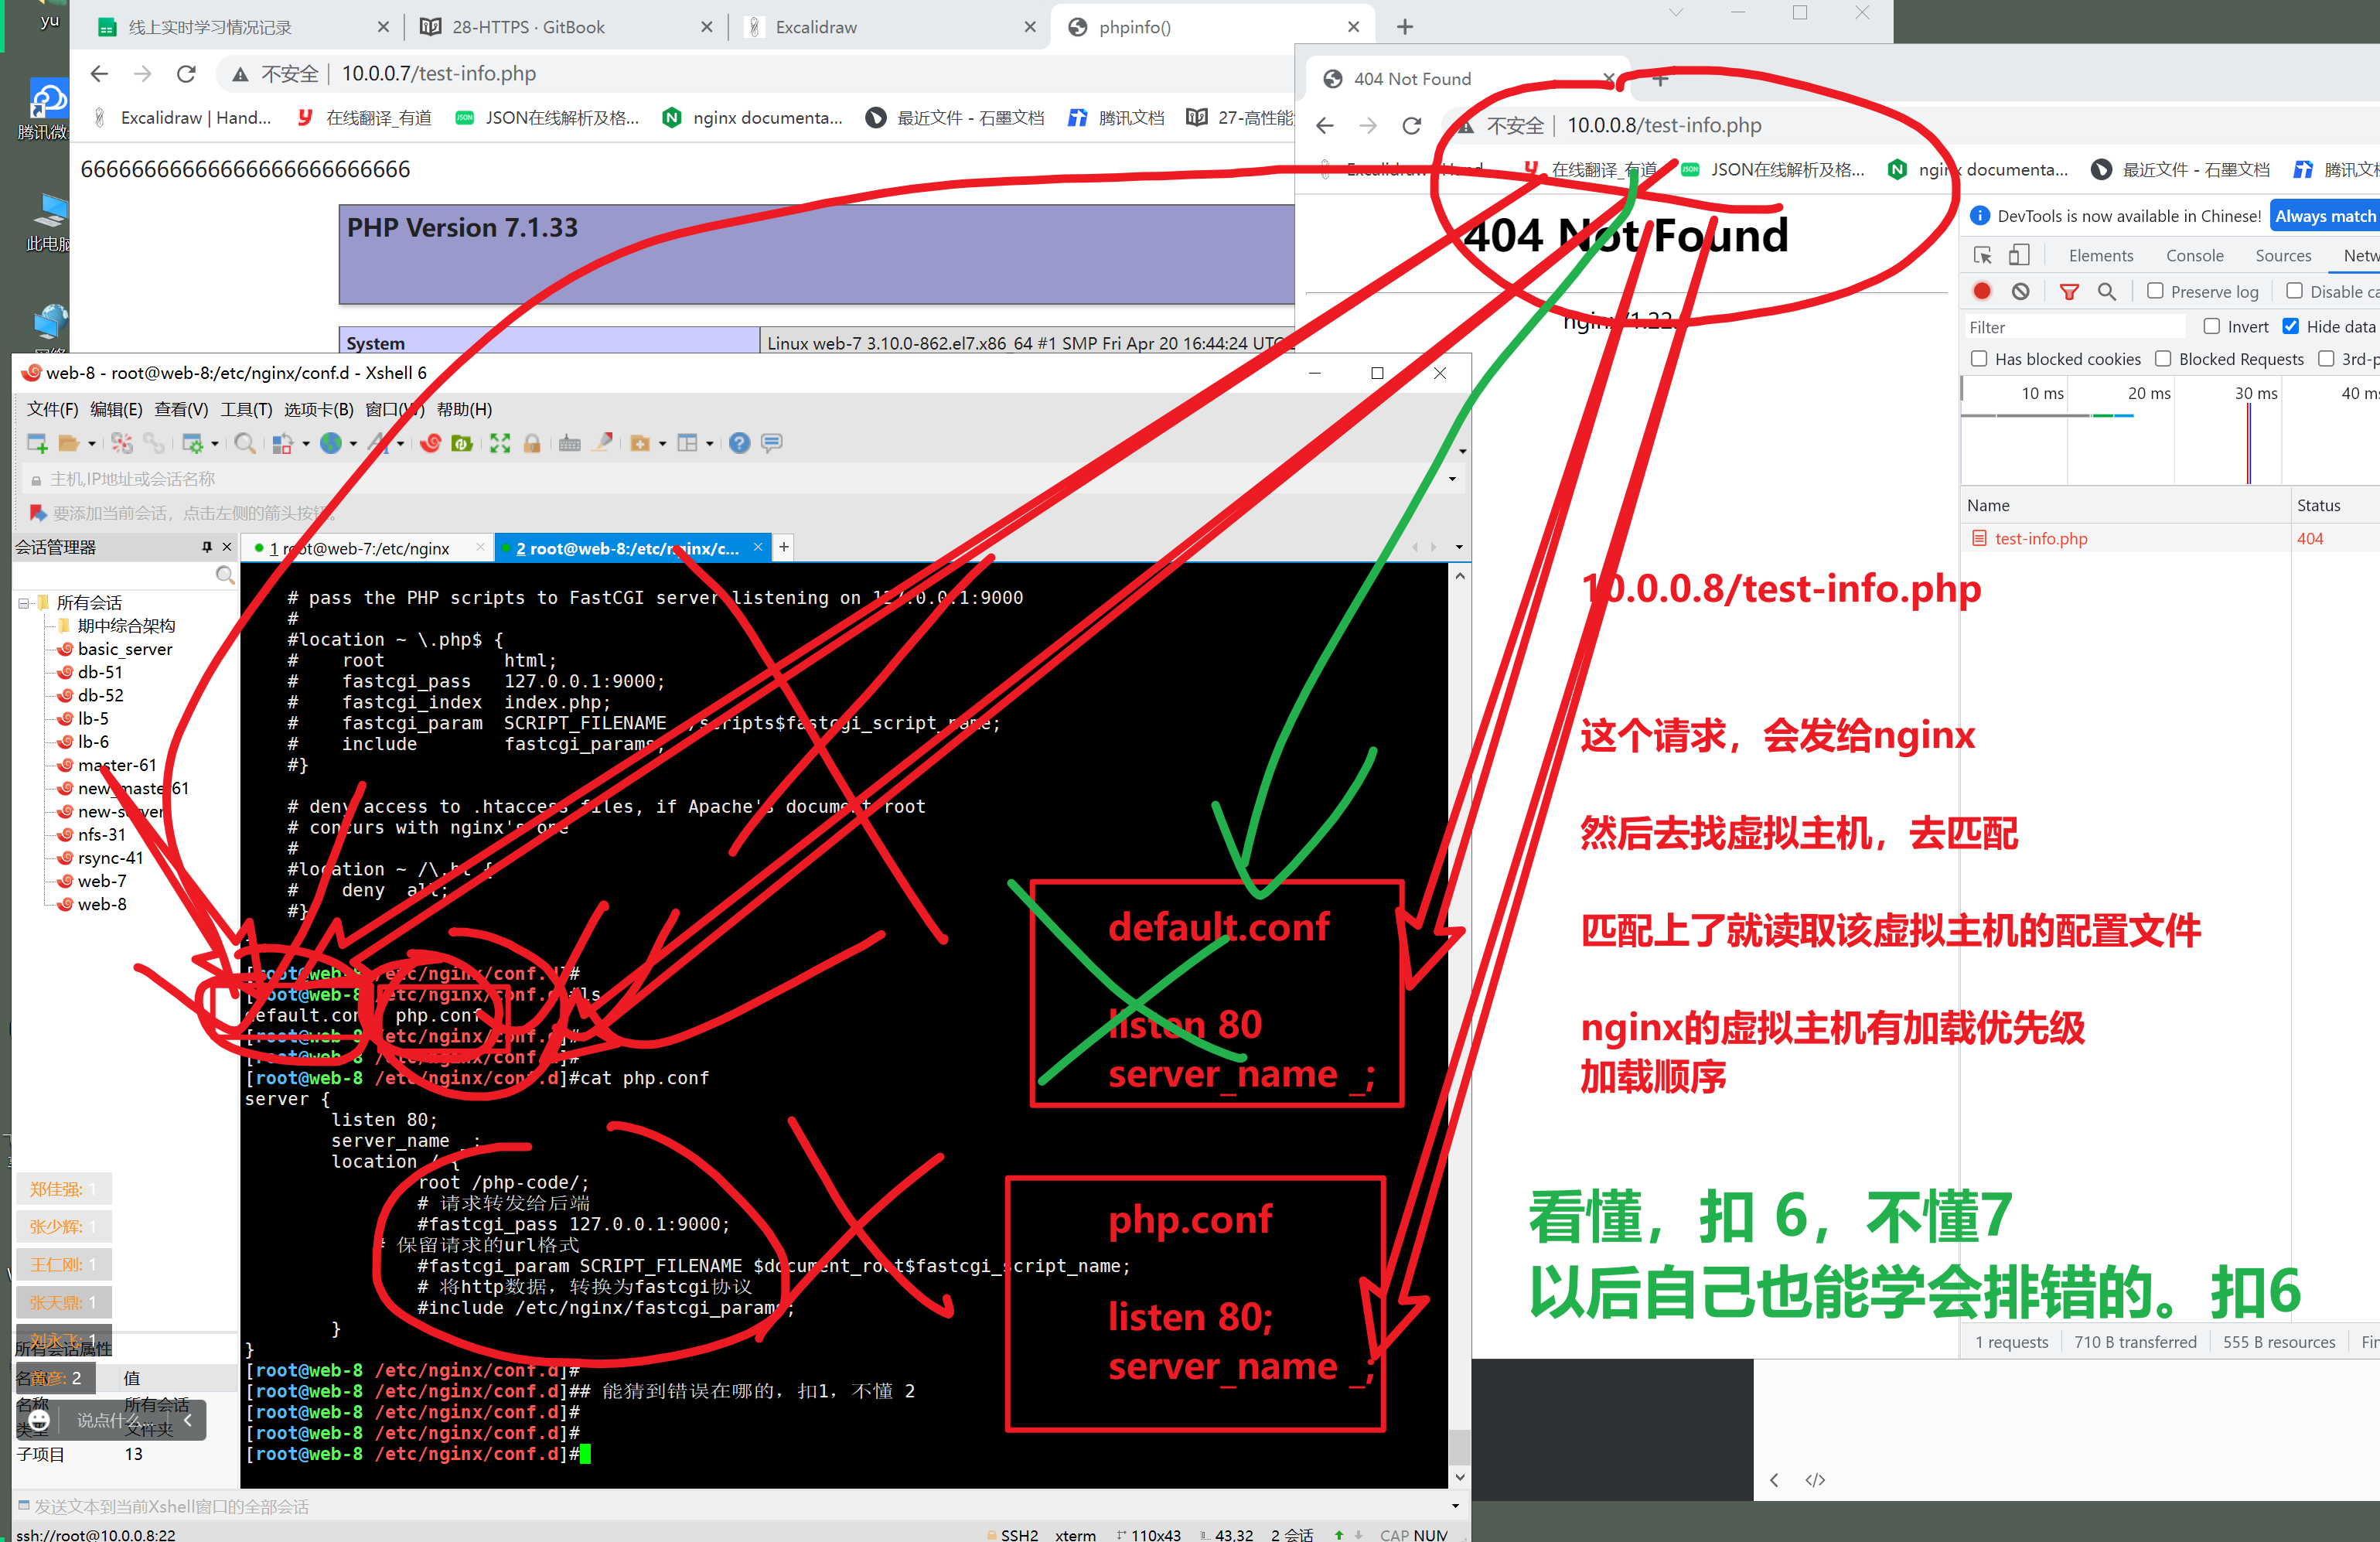 yu
线上实时学习情况记录
28-HTTPS · GitBook
Excalidraw
phpinfo()
不安全 | 10.0.0.7/test-info.php
Excalidraw | Hand...
在线翻译_有道
JSON在线解析及格...
nginx documenta...
最近文件 - 石墨文档
腾讯文档
27-高性能
腾讯微
此电脑
PHP Version 7.1.33
System
Linux web-7 3.10.0-862.el7.x86_64 #1 SMP Fri Apr 20 16:44:24 UTC
404 Not Found
不安全 | 10.0.0.8/test-info.php
在线翻译_有道
JSON在线解析及格...
nginx documenta...
最近文件 - 石墨文档
404 Not Found
DevTools is now available in Chinese!
Always match
Elements
Console
Sources
Netw
Preserve log
Disable ca
Filter
Invert
Hide data
Has blocked cookies
Blocked Requests
3rd-p
10 ms
20 ms
30 ms
40 ms
Name
Status
test-info.php
404
1 requests
710 B transferred
555 B resources
Fin
web-8 - root@web-8:/etc/nginx/conf.d - Xshell 6
文件(F) 编辑(E) 查看(V) 工具(T) 选项卡(B) 窗口(W) 帮助(H)
主机,IP地址或会话名称
要添加当前会话，点击左侧的箭头按钮。
会话管理器
1 root@web-7:/etc/nginx
2 root@web-8:/etc/nginx/c...
所有会话
期中综合架构
basic_server
db-51
db-52
lb-5
lb-6
master-61
new_master61
new-server
nfs-31
rsync-41
web-7
web-8
# pass the PHP scripts to FastCGI server listening on 127.0.0.1:9000
#
#location ~ \.php$ {
#    root           html;
#    fastcgi_pass   127.0.0.1:9000;
#    fastcgi_index  index.php;
#    fastcgi_param  SCRIPT_FILENAME  /scripts$fastcgi_script_name;
#    include        fastcgi_params;
#}
# deny access to .htaccess files, if Apache's document root
# concurs with nginx's one
#
#location ~ /\.ht {
#    deny  all;
#}
[root@web-8 /etc/nginx/conf.d]#
[root@web-8 /etc/nginx/conf.d]#ls
default.conf  php.conf
[root@web-8 /etc/nginx/conf.d]#
[root@web-8 /etc/nginx/conf.d]#
[root@web-8 /etc/nginx/conf.d]#cat php.conf
server {
listen 80;
server_name _;
location / {
root /php-code/;
# 请求转发给后端
#fastcgi_pass 127.0.0.1:9000;
# 保留请求的url格式
#fastcgi_param SCRIPT_FILENAME $document_root$fastcgi_script_name;
# 将http数据，转换为fastcgi协议
#include /etc/nginx/fastcgi_params;
}
}
[root@web-8 /etc/nginx/conf.d]#
[root@web-8 /etc/nginx/conf.d]## 能猜到错误在哪的，扣1，不懂 2
[root@web-8 /etc/nginx/conf.d]#
[root@web-8 /etc/nginx/conf.d]#
[root@web-8 /etc/nginx/conf.d]#
default.conf
listen 80
server_name _;
php.conf
listen 80;
server_name _;
10.0.0.8/test-info.php
这个请求，会发给nginx
然后去找虚拟主机，去匹配
匹配上了就读取该虚拟主机的配置文件
nginx的虚拟主机有加载优先级
加载顺序
看懂，扣 6，不懂7
以后自己也能学会排错的。扣6
郑佳强: 1
张少辉: 1
王仁刚: 1
张天鼎: 1
刘永飞: 1
所有会话属性
值
名称
所有会话
说点什么...
类型
文件夹
子项目
13
发送文本到当前Xshell窗口的全部会话
ssh://root@10.0.0.8:22
SSH2
xterm
110x43
43,32
2 会话
CAP NUM